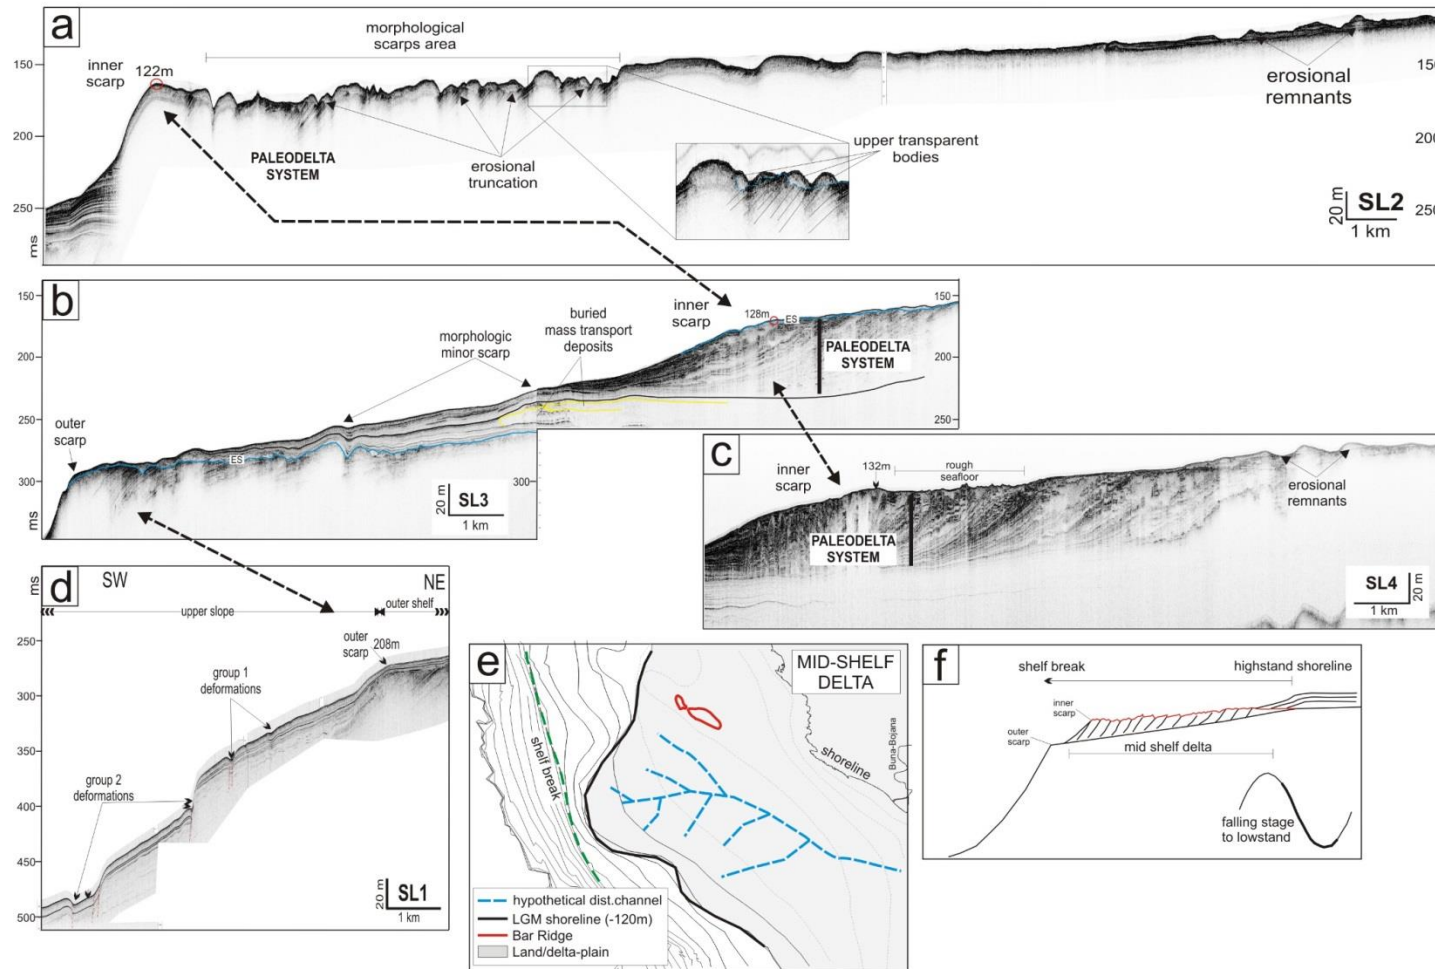 a
morphological
scarps area
inner
scarp
122m
150
200
250
ms
PALEODELTA
SYSTEM
erosional
truncation
upper transparent
bodies
erosional
remnants
150
200
250
20 m
SL2
1 km
b
150
200
250
300
ms
outer
scarp
ES
morphologic
minor scarp
buried
mass transport
deposits
inner
scarp
128m
ES
PALEODELTA
SYSTEM
150
200
250
300
20 m
SL3
1 km
c
inner
scarp
132m
rough
seafloor
PALEODELTA
SYSTEM
erosional
remnants
SL4
1 km
20 m
d
ms
SW
NE
upper slope
outer shelf
250
300
350
400
450
500
outer
scarp
208m
group 1
deformations
group 2
deformations
20 m
SL1
1 km
e
MID-SHELF
DELTA
shelf break
shoreline
Buna-Bojana
hypothetical dist.channel
LGM shoreline (-120m)
Bar Ridge
Land/delta-plain
f
shelf break
highstand shoreline
inner
scarp
outer
scarp
mid shelf delta
falling stage
to lowstand